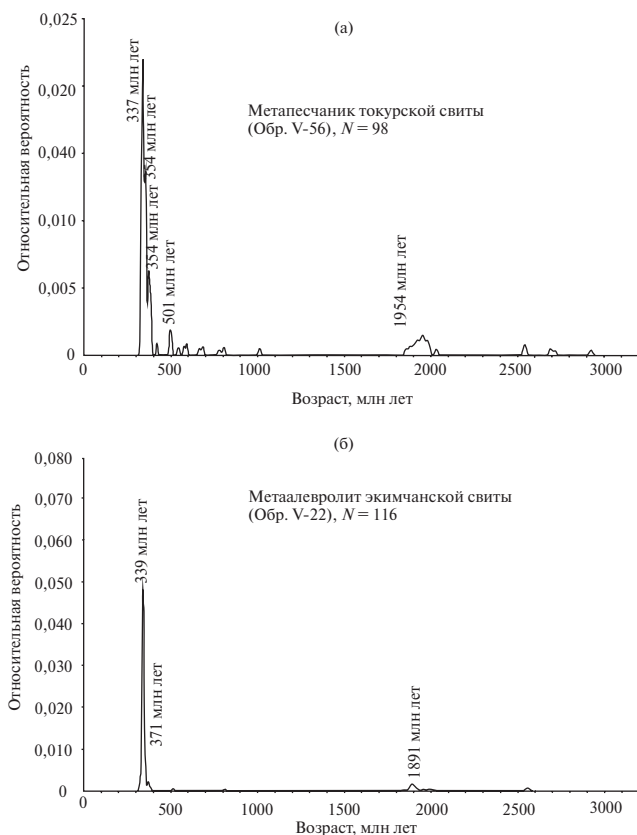 (а)
Относительная вероятность
0,025
0,020
0,040
0,010
0,005
0
337 млн лет
354 млн лет
354 млн лет
501 млн лет
1954 млн лет
Метапесчаник токурской свиты
(Обр. V-56), N = 98
500
1000
1500
2000
2500
3000
Возраст, млн лет
(б)
Относительная вероятность
0,080
0,070
0,060
0,050
0,040
0,030
0,020
0,010
0
339 млн лет
371 млн лет
1891 млн лет
Метаалевролит экимчанской свиты
(Обр. V-22), N = 116
0
500
1000
1500
2000
2500
3000
Возраст, млн лет